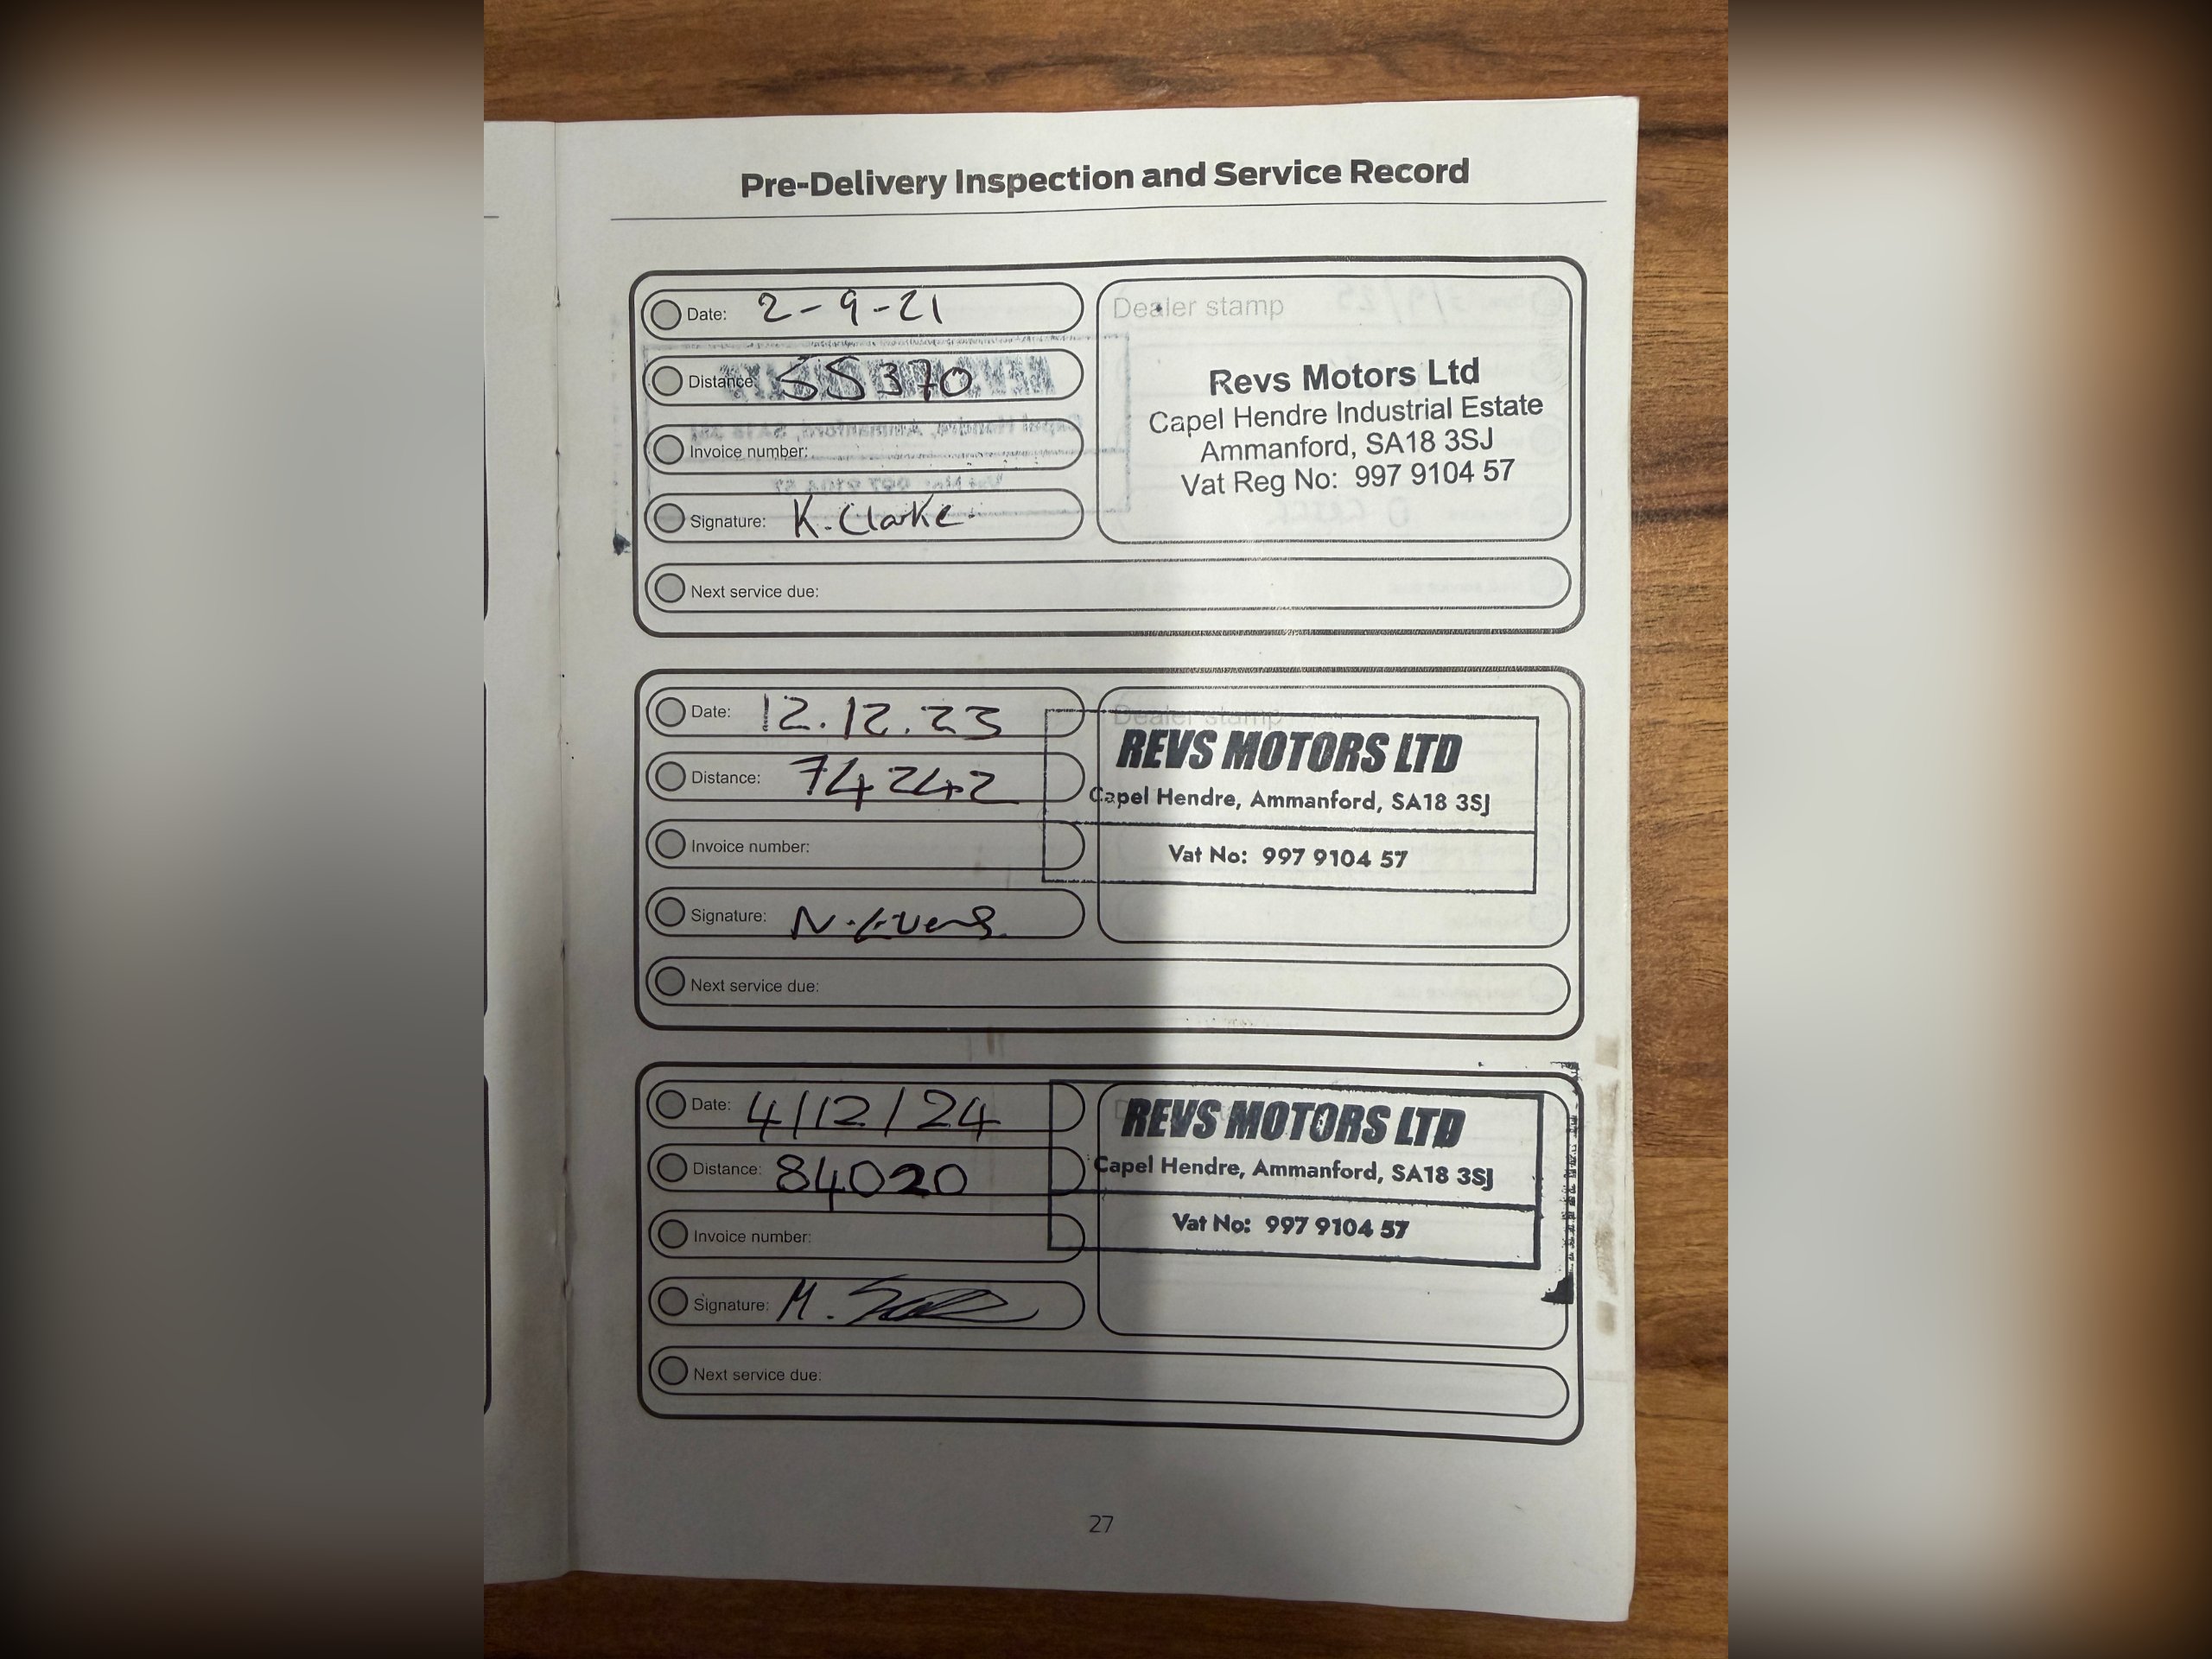 Pre-Delivery Inspection and Service Record
Date: 2-9-21
Dealer stamp
Distance: 55370
Revs Motors Ltd
Capel Hendre Industrial Estate
Ammanford, SA18 3SJ
Vat Reg No: 997 9104 57
Invoice number:
Signature: K. Clarke
Next service due:
Date: 12.12.23
Dealer stamp
REVS MOTORS LTD
Distance: 74242
Capel Hendre, Ammanford, SA18 3SJ
Invoice number:
Vat No: 997 9104 57
Signature: N. Evens
Next service due:
Date: 4/12/24
REVS MOTORS LTD
Distance: 84020
Capel Hendre, Ammanford, SA18 3SJ
Invoice number:
Vat No: 997 9104 57
Signature: M.
Next service due:
27